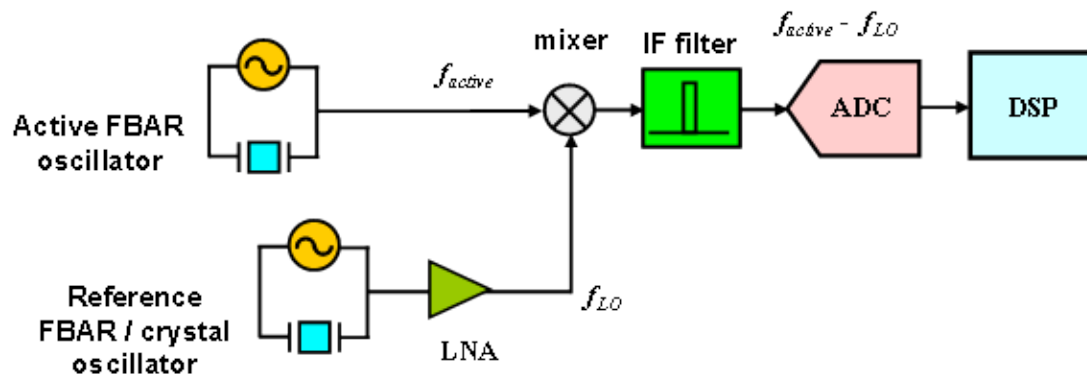 mixer
IF filter
f_active - f_LO
f_active
ADC
DSP
Active FBAR
oscillator
Reference
FBAR / crystal
oscillator
f_LO
LNA